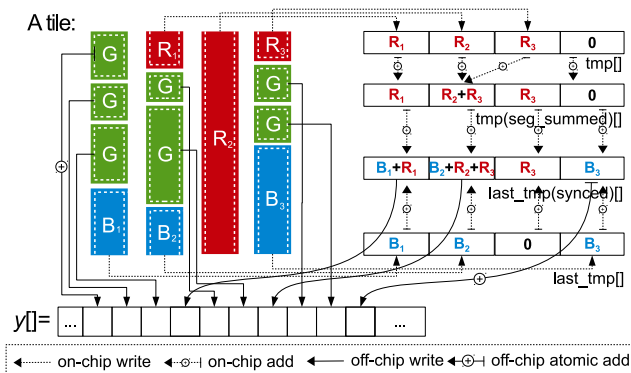 A tile:
G
G
G
B1
R1
G
G
B2
R2
R3
G
G
B3
R1 R2 R3 0
tmp[]
R1 R2+R3 R3 0
tmp(seg_summed)[]
B1+R1 B2+R2+R3 R3 B3
last_tmp(synced)[]
B1 B2 0 B3
last_tmp[]
y[]= ... ...
on-chip write on-chip add off-chip write off-chip atomic add